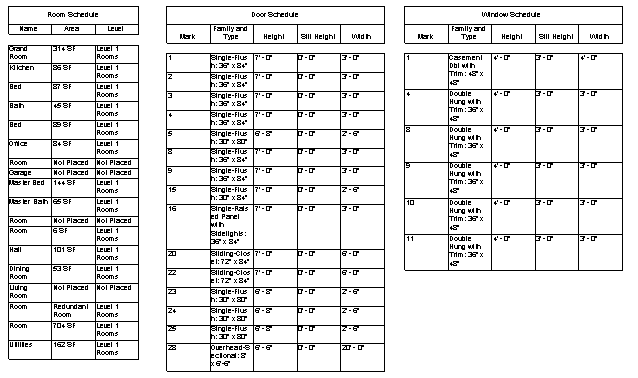 Room Schedule
Name Area Level
Grand Room 314 SF Level 1 Rooms
Kitchen 86 SF Level 1 Rooms
Bed 87 SF Level 1 Rooms
Bath 45 SF Level 1 Rooms
Bed 89 SF Level 1 Rooms
Office 84 SF Level 1 Rooms
Room Not Placed Not Placed
Garage Not Placed Not Placed
Master Bed 144 SF Level 1 Rooms
Master Bath 65 SF Level 1 Rooms
Room Not Placed Not Placed
Room 6 SF Level 1 Rooms
Hall 101 SF Level 1 Rooms
Dining Room 53 SF Level 1 Rooms
Living Room Not Placed Not Placed
Room Redundant Room Level 1 Rooms
Room 704 SF Level 1 Rooms
Utilities 162 SF Level 1 Rooms
Door Schedule
Mark Family and Type Height Sill Height Width
1 Single-Flush: 36" x 84" 7' - 0" 0' - 0" 3' - 0"
2 Single-Flush: 36" x 84" 7' - 0" 0' - 0" 3' - 0"
3 Single-Flush: 36" x 84" 7' - 0" 0' - 0" 3' - 0"
4 Single-Flush: 36" x 84" 7' - 0" 0' - 0" 3' - 0"
5 Single-Flush: 30" x 80" 6' - 8" 0' - 0" 2' - 6"
8 Single-Flush: 36" x 84" 7' - 0" 0' - 0" 3' - 0"
9 Single-Flush: 36" x 84" 7' - 0" 0' - 0" 3' - 0"
15 Single-Flush: 30" x 84" 7' - 0" 0' - 0" 2' - 6"
16 Single-Raised Panel with Sidelights: 36" x 84" 7' - 0" 0' - 0" 3' - 0"
20 Sliding-Closet: 72" x 84" 7' - 0" 0' - 0" 6' - 0"
22 Sliding-Closet: 72" x 84" 7' - 0" 0' - 0" 6' - 0"
23 Single-Flush: 30" x 80" 6' - 8" 0' - 0" 2' - 6"
24 Single-Flush: 30" x 80" 6' - 8" 0' - 0" 2' - 6"
25 Single-Flush: 30" x 80" 6' - 8" 0' - 0" 2' - 6"
28 Overhead-Sectional: 8' x 6'-6" 6' - 6" 0' - 0" 20' - 0"
Window Schedule
Mark Family and Type Height Sill Height Width
1 Casement Dbl with Trim: 48" x 48" 4' - 0" 3' - 0" 4' - 0"
4 Double Hung with Trim: 36" x 48" 4' - 0" 3' - 0" 3' - 0"
8 Double Hung with Trim: 36" x 48" 4' - 0" 3' - 0" 3' - 0"
9 Double Hung with Trim: 36" x 48" 4' - 0" 3' - 0" 3' - 0"
10 Double Hung with Trim: 36" x 48" 4' - 0" 3' - 0" 3' - 0"
11 Double Hung with Trim: 36" x 48" 4' - 0" 3' - 0" 3' - 0"